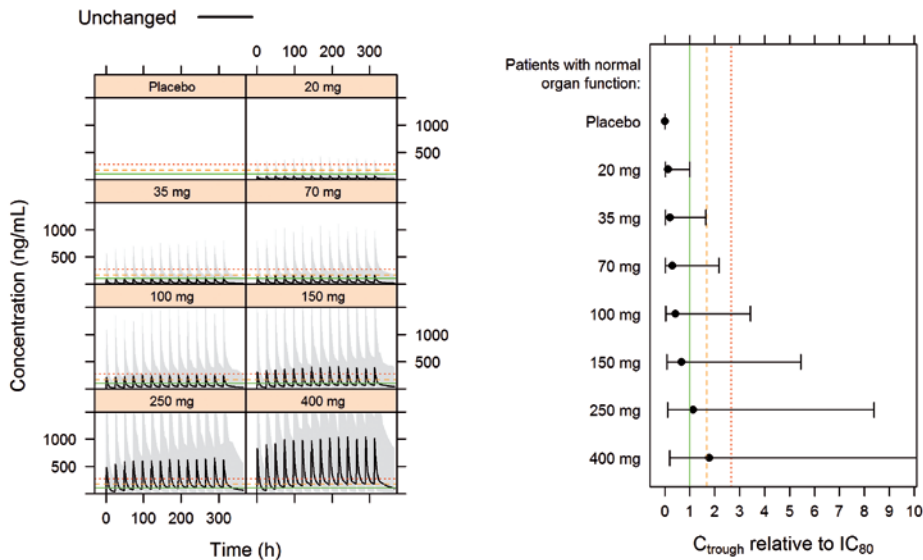 Unchanged
0 100 200 300
Placebo 20 mg
1000
500
35 mg 70 mg
1000
500
100 mg 150 mg
1000
500
250 mg 400 mg
1000
500
0 100 200 300
Concentration (ng/mL)
Time (h)
Patients with normal
organ function:
Placebo
20 mg
35 mg
70 mg
100 mg
150 mg
250 mg
400 mg
0 1 2 3 4 5 6 7 8 9 10
Ctrough relative to IC80